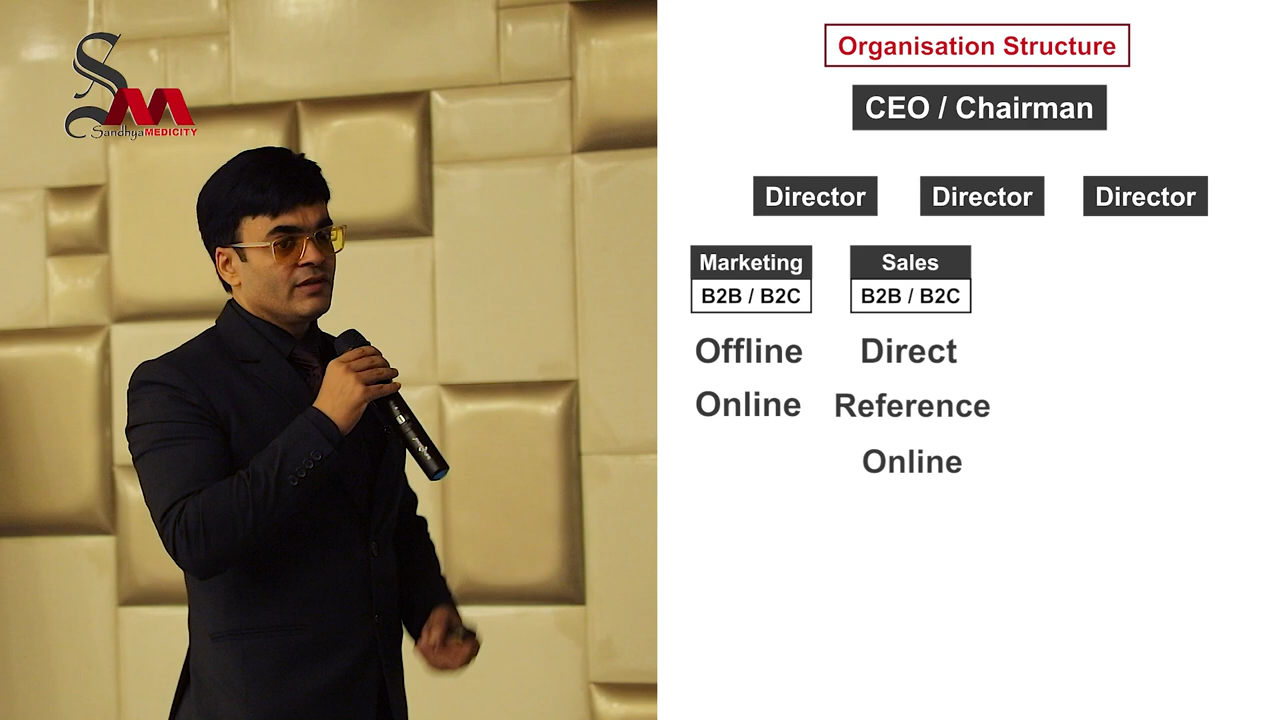 SM
SandhyaMEDICITY
Organisation Structure
CEO / Chairman
Director Director Director
Marketing Sales
B2B / B2C B2B / B2C
Offline Direct
Online Reference
Online